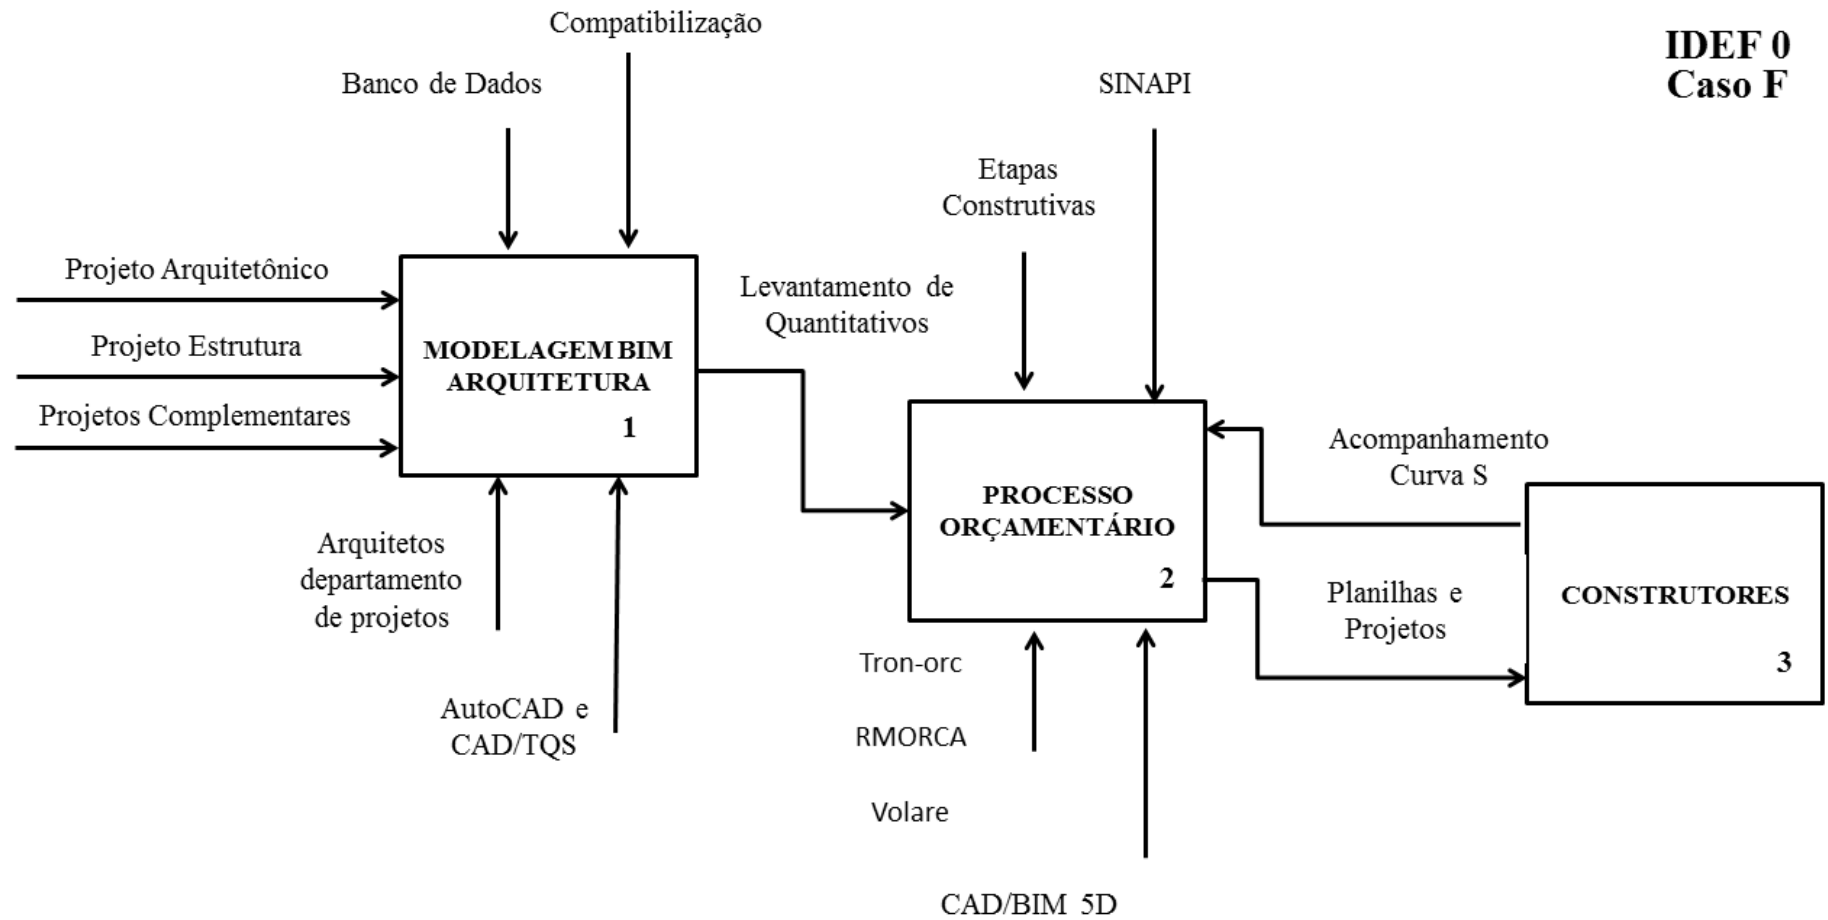 Compatibilização
IDEF 0
Caso F
Banco de Dados
SINAPI
Etapas
Construtivas
Projeto Arquitetônico
Projeto Estrutura
Projetos Complementares
MODELAGEM BIM
ARQUITETURA
1
Levantamento de
Quantitativos
Arquitetos
departamento
de projetos
AutoCAD e
CAD/TQS
PROCESSO
ORÇAMENTÁRIO
2
Acompanhamento
Curva S
Planilhas e
Projetos
CONSTRUTORES
3
Tron-orc
RMORCA
Volare
CAD/BIM 5D